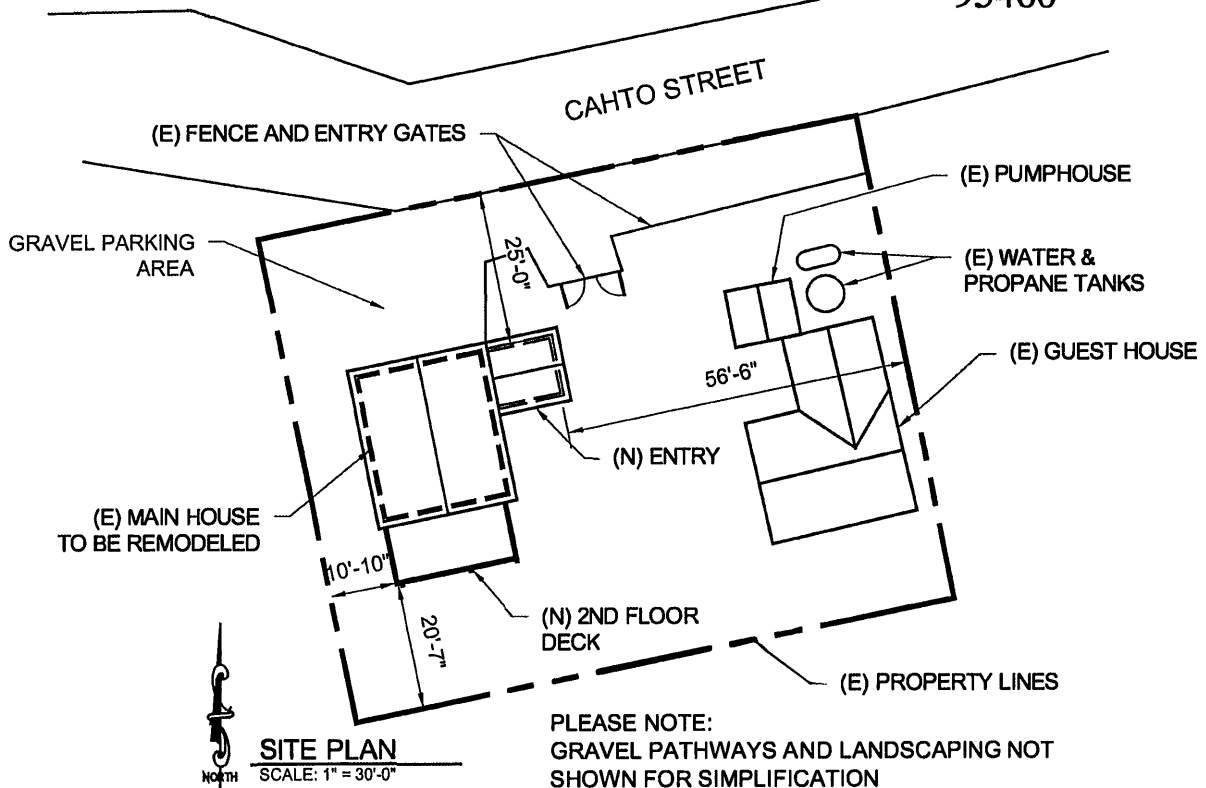 CAHTO STREET
(E) FENCE AND ENTRY GATES
(E) PUMPHOUSE
GRAVEL PARKING
AREA
25'-0"
(E) WATER &
PROPANE TANKS
(E) GUEST HOUSE
56'-6"
(N) ENTRY
(E) MAIN HOUSE
TO BE REMODELED
10'-10"
20'-7"
(N) 2ND FLOOR
DECK
(E) PROPERTY LINES
NORTH
SITE PLAN
SCALE: 1" = 30'-0"
PLEASE NOTE:
GRAVEL PATHWAYS AND LANDSCAPING NOT
SHOWN FOR SIMPLIFICATION